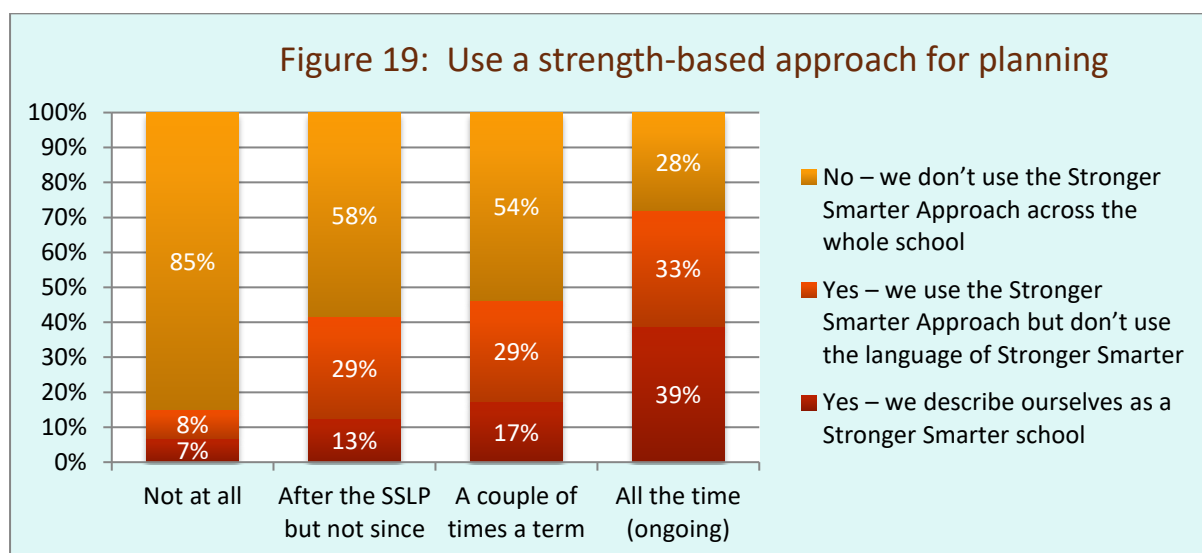 Figure 19: Use a strength-based approach for planning
100%
90%
80%
70%
60%
50%
40%
30%
20%
10%
0%
85%
8%
7%
58%
29%
13%
54%
29%
17%
28%
33%
39%
Not at all
After the SSLP
but not since
A couple of
times a term
All the time
(ongoing)
No – we don’t use the Stronger
Smarter Approach across the
whole school
Yes – we use the Stronger
Smarter Approach but don’t use
the language of Stronger Smarter
Yes – we describe ourselves as a
Stronger Smarter school